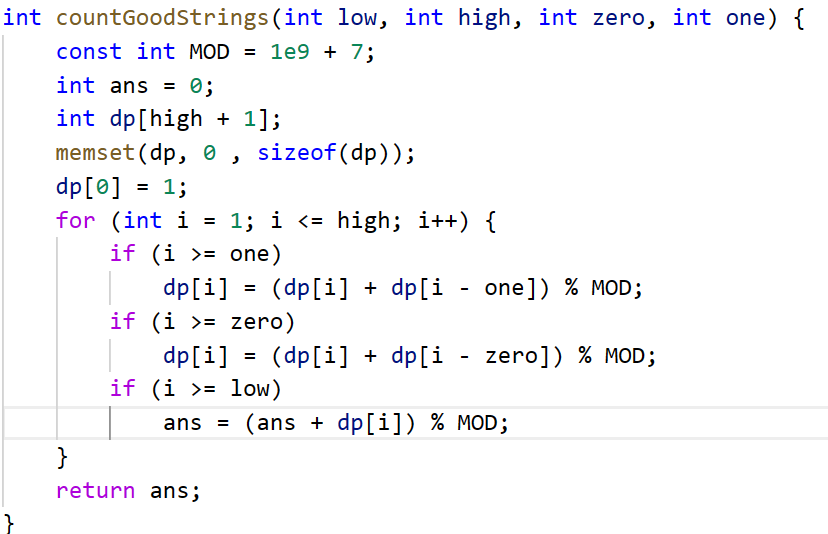 int countGoodStrings(int low, int high, int zero, int one) {
    const int MOD = 1e9 + 7;
    int ans = 0;
    int dp[high + 1];
    memset(dp, 0 , sizeof(dp));
    dp[0] = 1;
    for (int i = 1; i <= high; i++) {
        if (i >= one)
            dp[i] = (dp[i] + dp[i - one]) % MOD;
        if (i >= zero)
            dp[i] = (dp[i] + dp[i - zero]) % MOD;
        if (i >= low)
            ans = (ans + dp[i]) % MOD;
    }
    return ans;
}